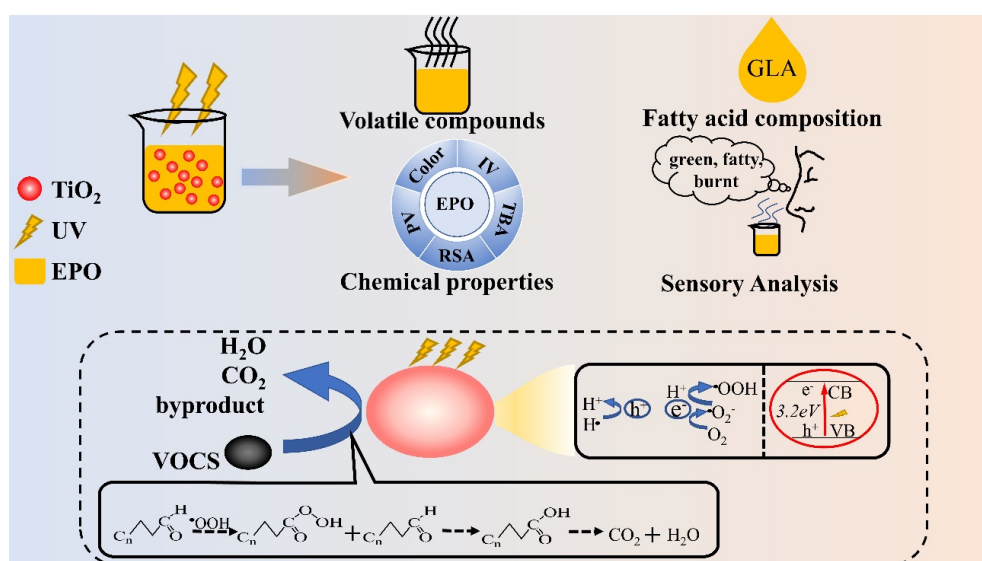 TiO₂
UV
EPO
Volatile compounds
Color
IV
TBA
RSA
PV
EPO
Chemical properties
GLA
Fatty acid composition
green, fatty,
burnt
Sensory Analysis
H₂O
CO₂
byproduct
VOCS
H⁺
H•
h⁺
e⁻
H⁺
•OOH
•O₂⁻
O₂
e⁻ CB
3.2eV
h⁺ VB
Cₙ H O •OOH Cₙ O OH O + Cₙ H O Cₙ OH O CO₂ + H₂O